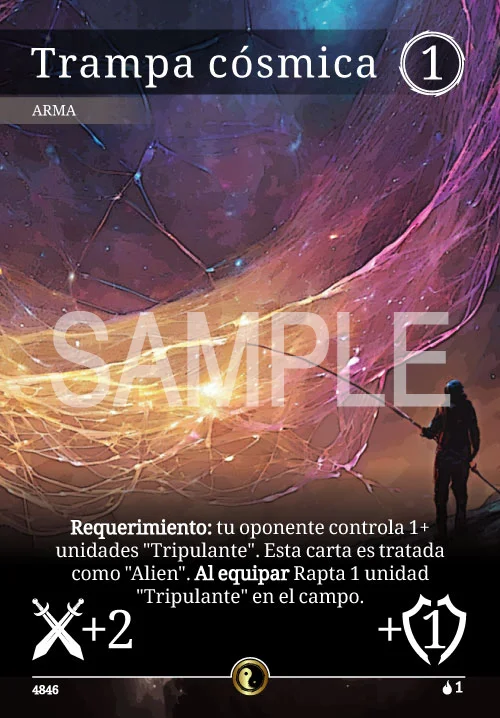 Trampa cósmica 1
ARMA
SAMPLE
Requerimiento: tu oponente controla 1+
unidades "Tripulante". Esta carta es tratada
como "Alien". Al equipar Rapta 1 unidad
"Tripulante" en el campo.
+2 +1
4846 1